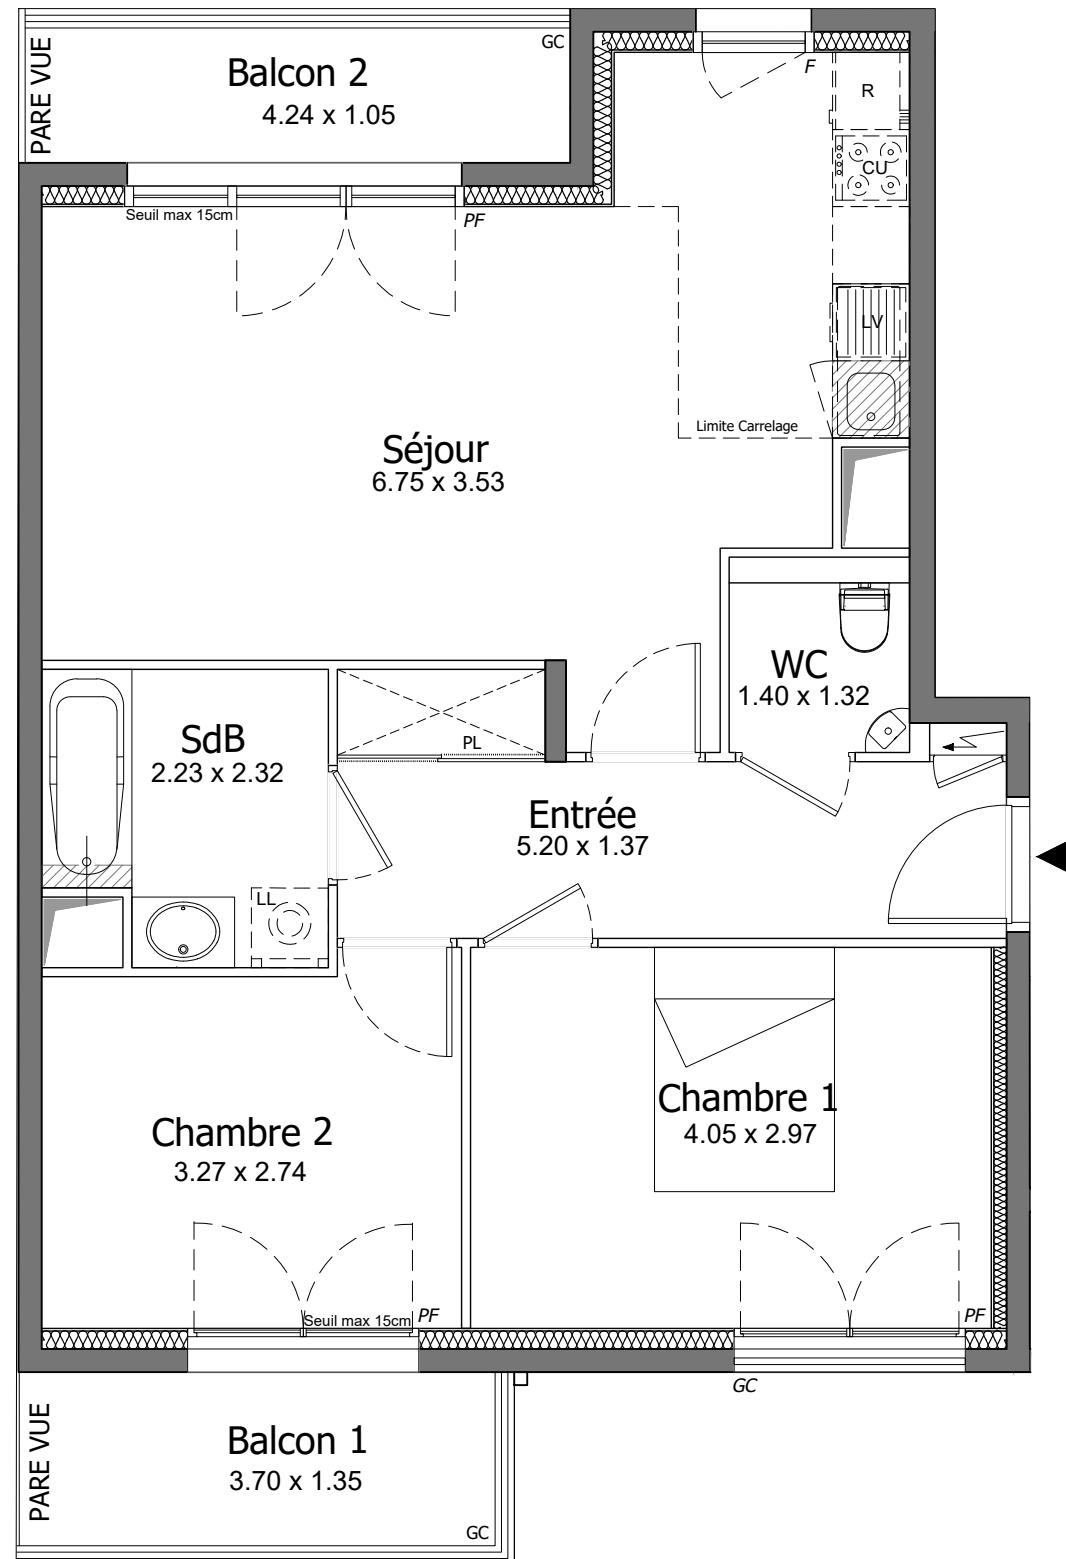 PARE VUE
Balcon 2
4.24 x 1.05
GC
F
R
CU
Seuil max 15cm
PF
LV
Limite Carrelage
Séjour
6.75 x 3.53
WC
1.40 x 1.32
SdB
2.23 x 2.32
PL
Entrée
5.20 x 1.37
LL
Chambre 1
4.05 x 2.97
Chambre 2
3.27 x 2.74
Seuil max 15cm
PF
PF
GC
PARE VUE
Balcon 1
3.70 x 1.35
GC